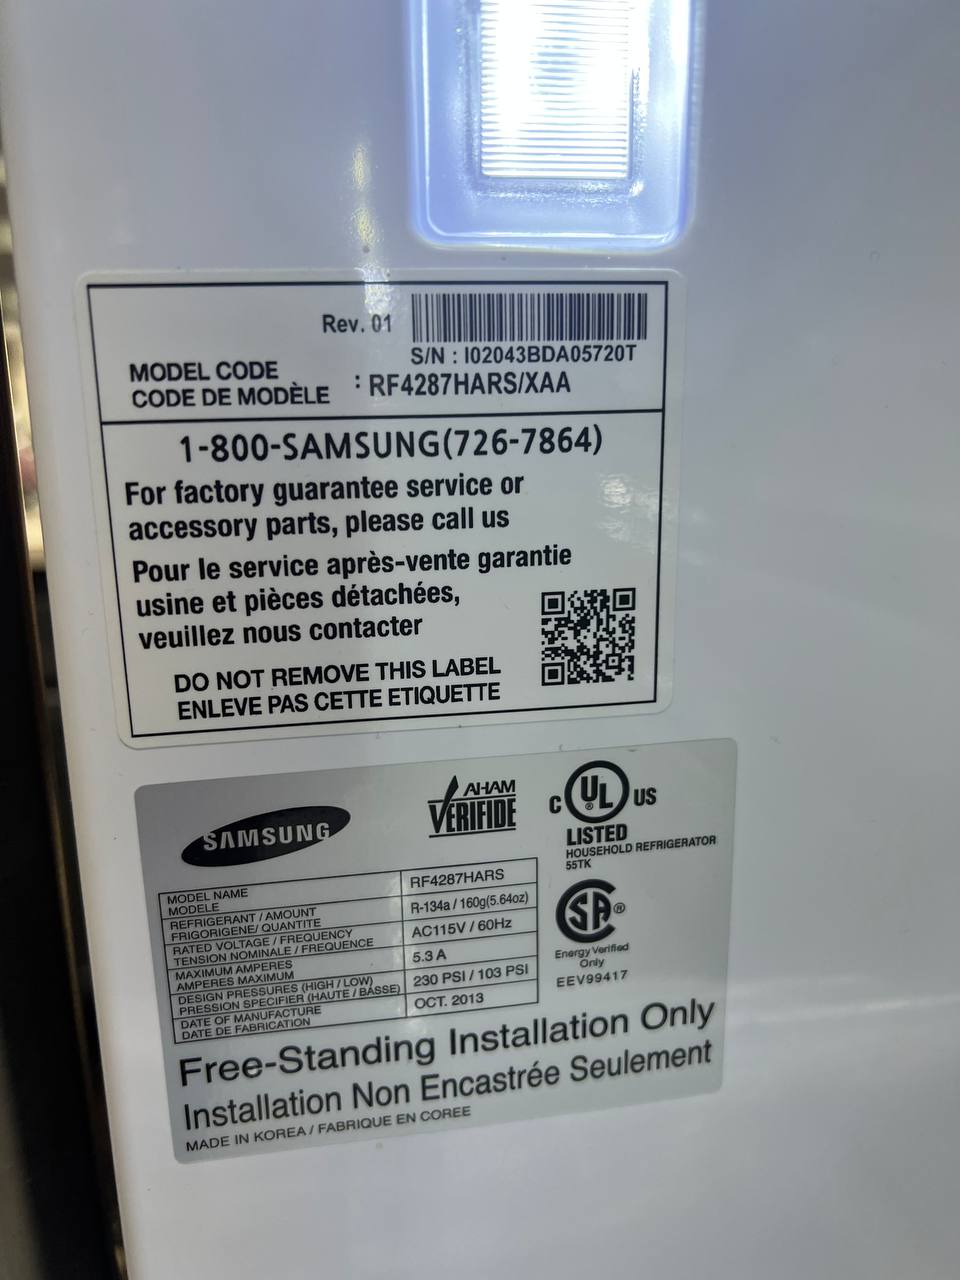 Rev. 01
S/N : I02043BDA05720T
MODEL CODE
CODE DE MODÈLE : RF4287HARS/XAA
1-800-SAMSUNG(726-7864)
For factory guarantee service or
accessory parts, please call us
Pour le service après-vente garantie
usine et pièces détachées,
veuillez nous contacter
DO NOT REMOVE THIS LABEL
ENLEVE PAS CETTE ETIQUETTE
SAMSUNG
AHAM
VERIFIDE
C UL ® US
LISTED
HOUSEHOLD REFRIGERATOR
55TK
MODEL NAME
MODELE
RF4287HARS
REFRIGERANT / AMOUNT
FRIGORIGENE/ QUANTITE
R-134a / 160g(5.64oz)
RATED VOLTAGE / FREQUENCY
TENSION NOMINALE / FREQUENCE
AC115V / 60Hz
MAXIMUM AMPERES
AMPERES MAXIMUM
5.3 A
DESIGN PRESSURES (HIGH / LOW)
PRESSION SPECIFIER (HAUTE / BASSE)
230 PSI / 103 PSI
DATE OF MANUFACTURE
DATE DE FABRICATION
OCT. 2013
SA ®
Energy Verified
Only
EEV99417
Free-Standing Installation Only
Installation Non Encastrée Seulement
MADE IN KOREA / FABRIQUE EN COREE